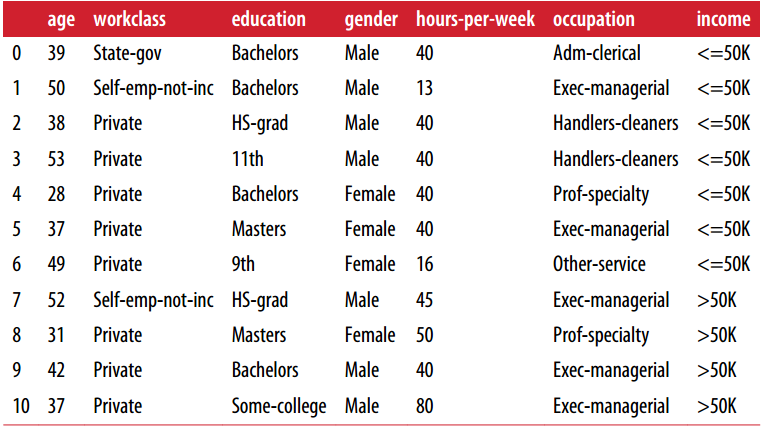 age workclass education gender hours-per-week occupation income
0 39 State-gov Bachelors Male 40 Adm-clerical <=50K
1 50 Self-emp-not-inc Bachelors Male 13 Exec-managerial <=50K
2 38 Private HS-grad Male 40 Handlers-cleaners <=50K
3 53 Private 11th Male 40 Handlers-cleaners <=50K
4 28 Private Bachelors Female 40 Prof-specialty <=50K
5 37 Private Masters Female 40 Exec-managerial <=50K
6 49 Private 9th Female 16 Other-service <=50K
7 52 Self-emp-not-inc HS-grad Male 45 Exec-managerial >50K
8 31 Private Masters Female 50 Prof-specialty >50K
9 42 Private Bachelors Male 40 Exec-managerial >50K
10 37 Private Some-college Male 80 Exec-managerial >50K